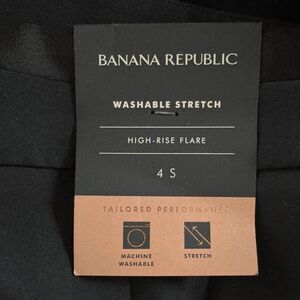 BANANA REPUBLIC
WASHABLE STRETCH
HIGH-RISE FLARE
4 S
TAILORED PERFORMANCE
MACHINE
WASHABLE
STRETCH